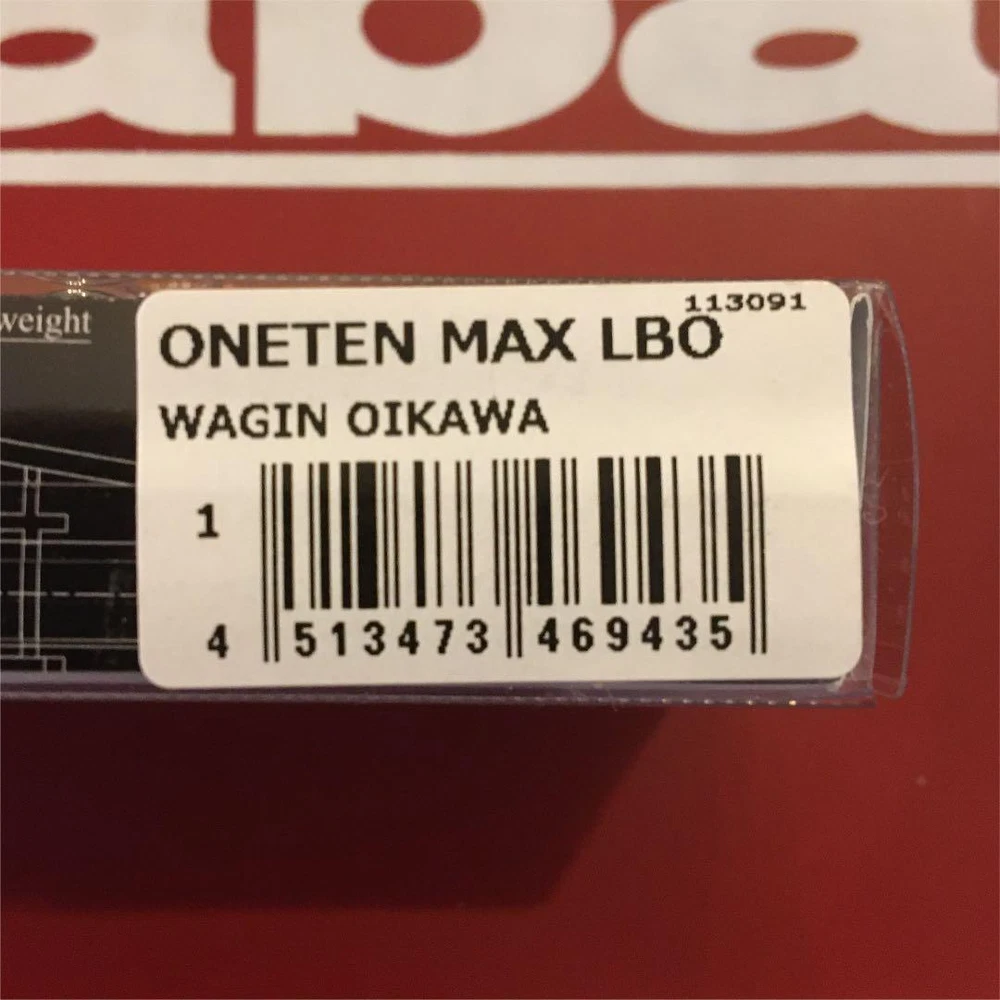 weight
113091
ONETEN MAX LBO
WAGIN OIKAWA
1
4 513473 469435